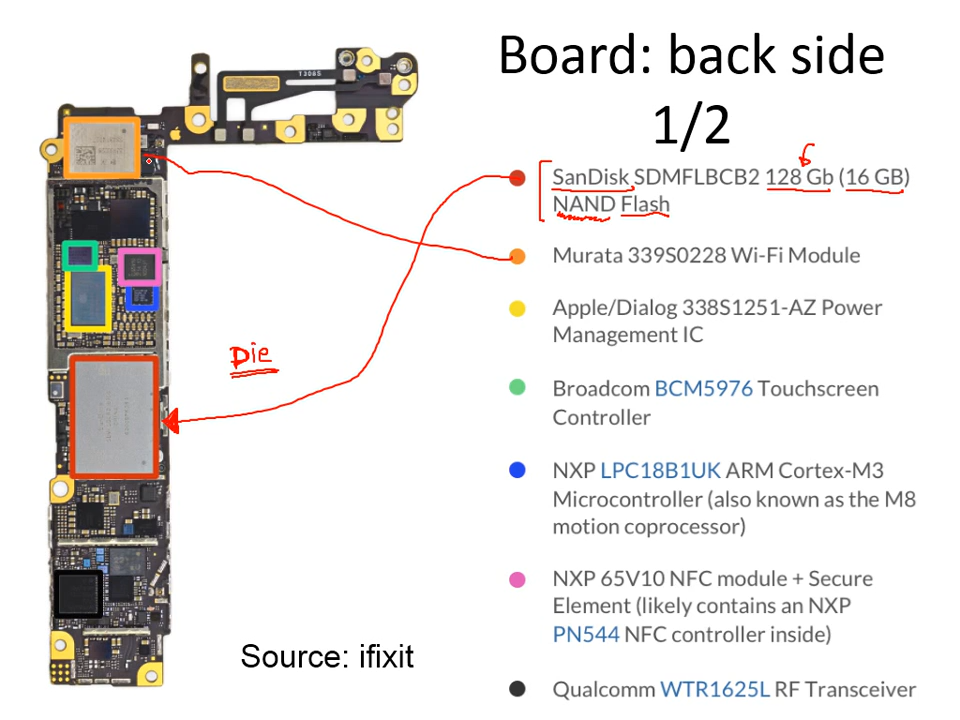 Board: back side
1/2
T308S
SanDisk SDMFLBCB2 128 Gb (16 GB)
NAND Flash
Murata 339S0228 Wi-Fi Module
Apple/Dialog 338S1251-AZ Power
Management IC
Die
Broadcom BCM5976 Touchscreen
Controller
NXP LPC18B1UK ARM Cortex-M3
Microcontroller (also known as the M8
motion coprocessor)
NXP 65V10 NFC module + Secure
Element (likely contains an NXP
PN544 NFC controller inside)
Source: ifixit
Qualcomm WTR1625L RF Transceiver